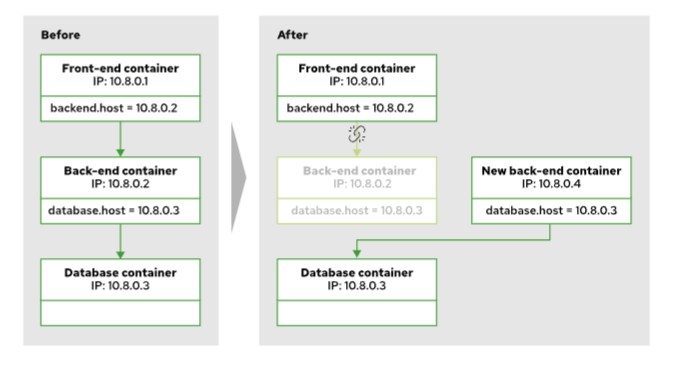 Before
Front-end container
IP: 10.8.0.1
backend.host = 10.8.0.2
Back-end container
IP: 10.8.0.2
database.host = 10.8.0.3
Database container
IP: 10.8.0.3
After
Front-end container
IP: 10.8.0.1
backend.host = 10.8.0.2
Back-end container
IP: 10.8.0.2
database.host = 10.8.0.3
New back-end container
IP: 10.8.0.4
database.host = 10.8.0.3
Database container
IP: 10.8.0.3